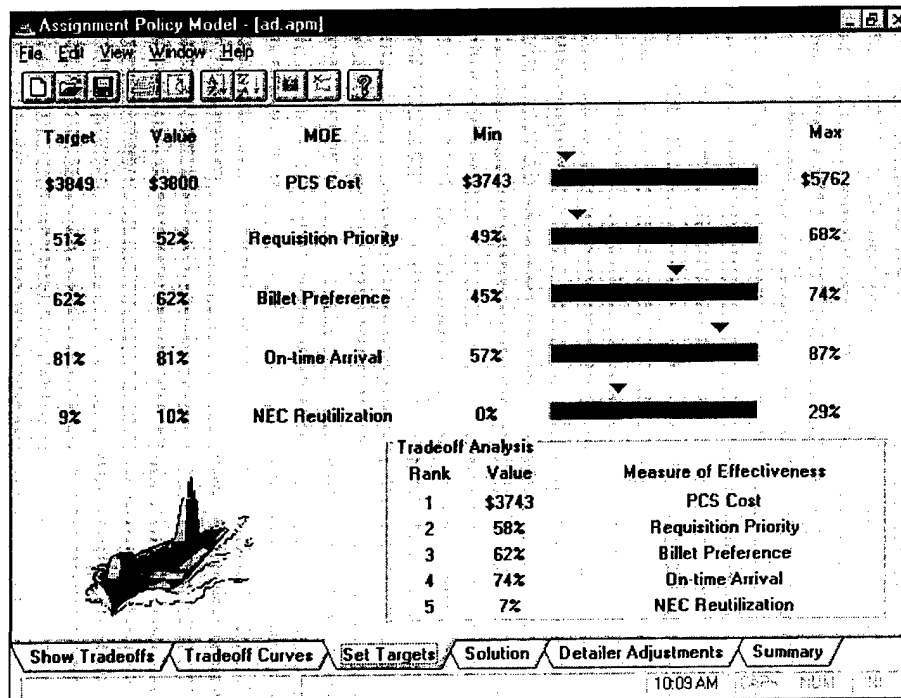 Assignment Policy Model - [ad.apm]
File Edit View Window Help
Target Value MOE Min Max
$3849 $3800 PCS Cost $3743 $5762
51% 52% Requisition Priority 49% 68%
62% 62% Billet Preference 45% 74%
81% 81% On-time Arrival 57% 87%
9% 10% NEC Reutilization 0% 29%
Tradeoff Analysis
Rank Value Measure of Effectiveness
1 $3743 PCS Cost
2 58% Requisition Priority
3 62% Billet Preference
4 74% On-time Arrival
5 7% NEC Reutilization
Show Tradeoffs Tradeoff Curves Set Targets Solution Detailer Adjustments Summary
10:09 AM CAPS NUM